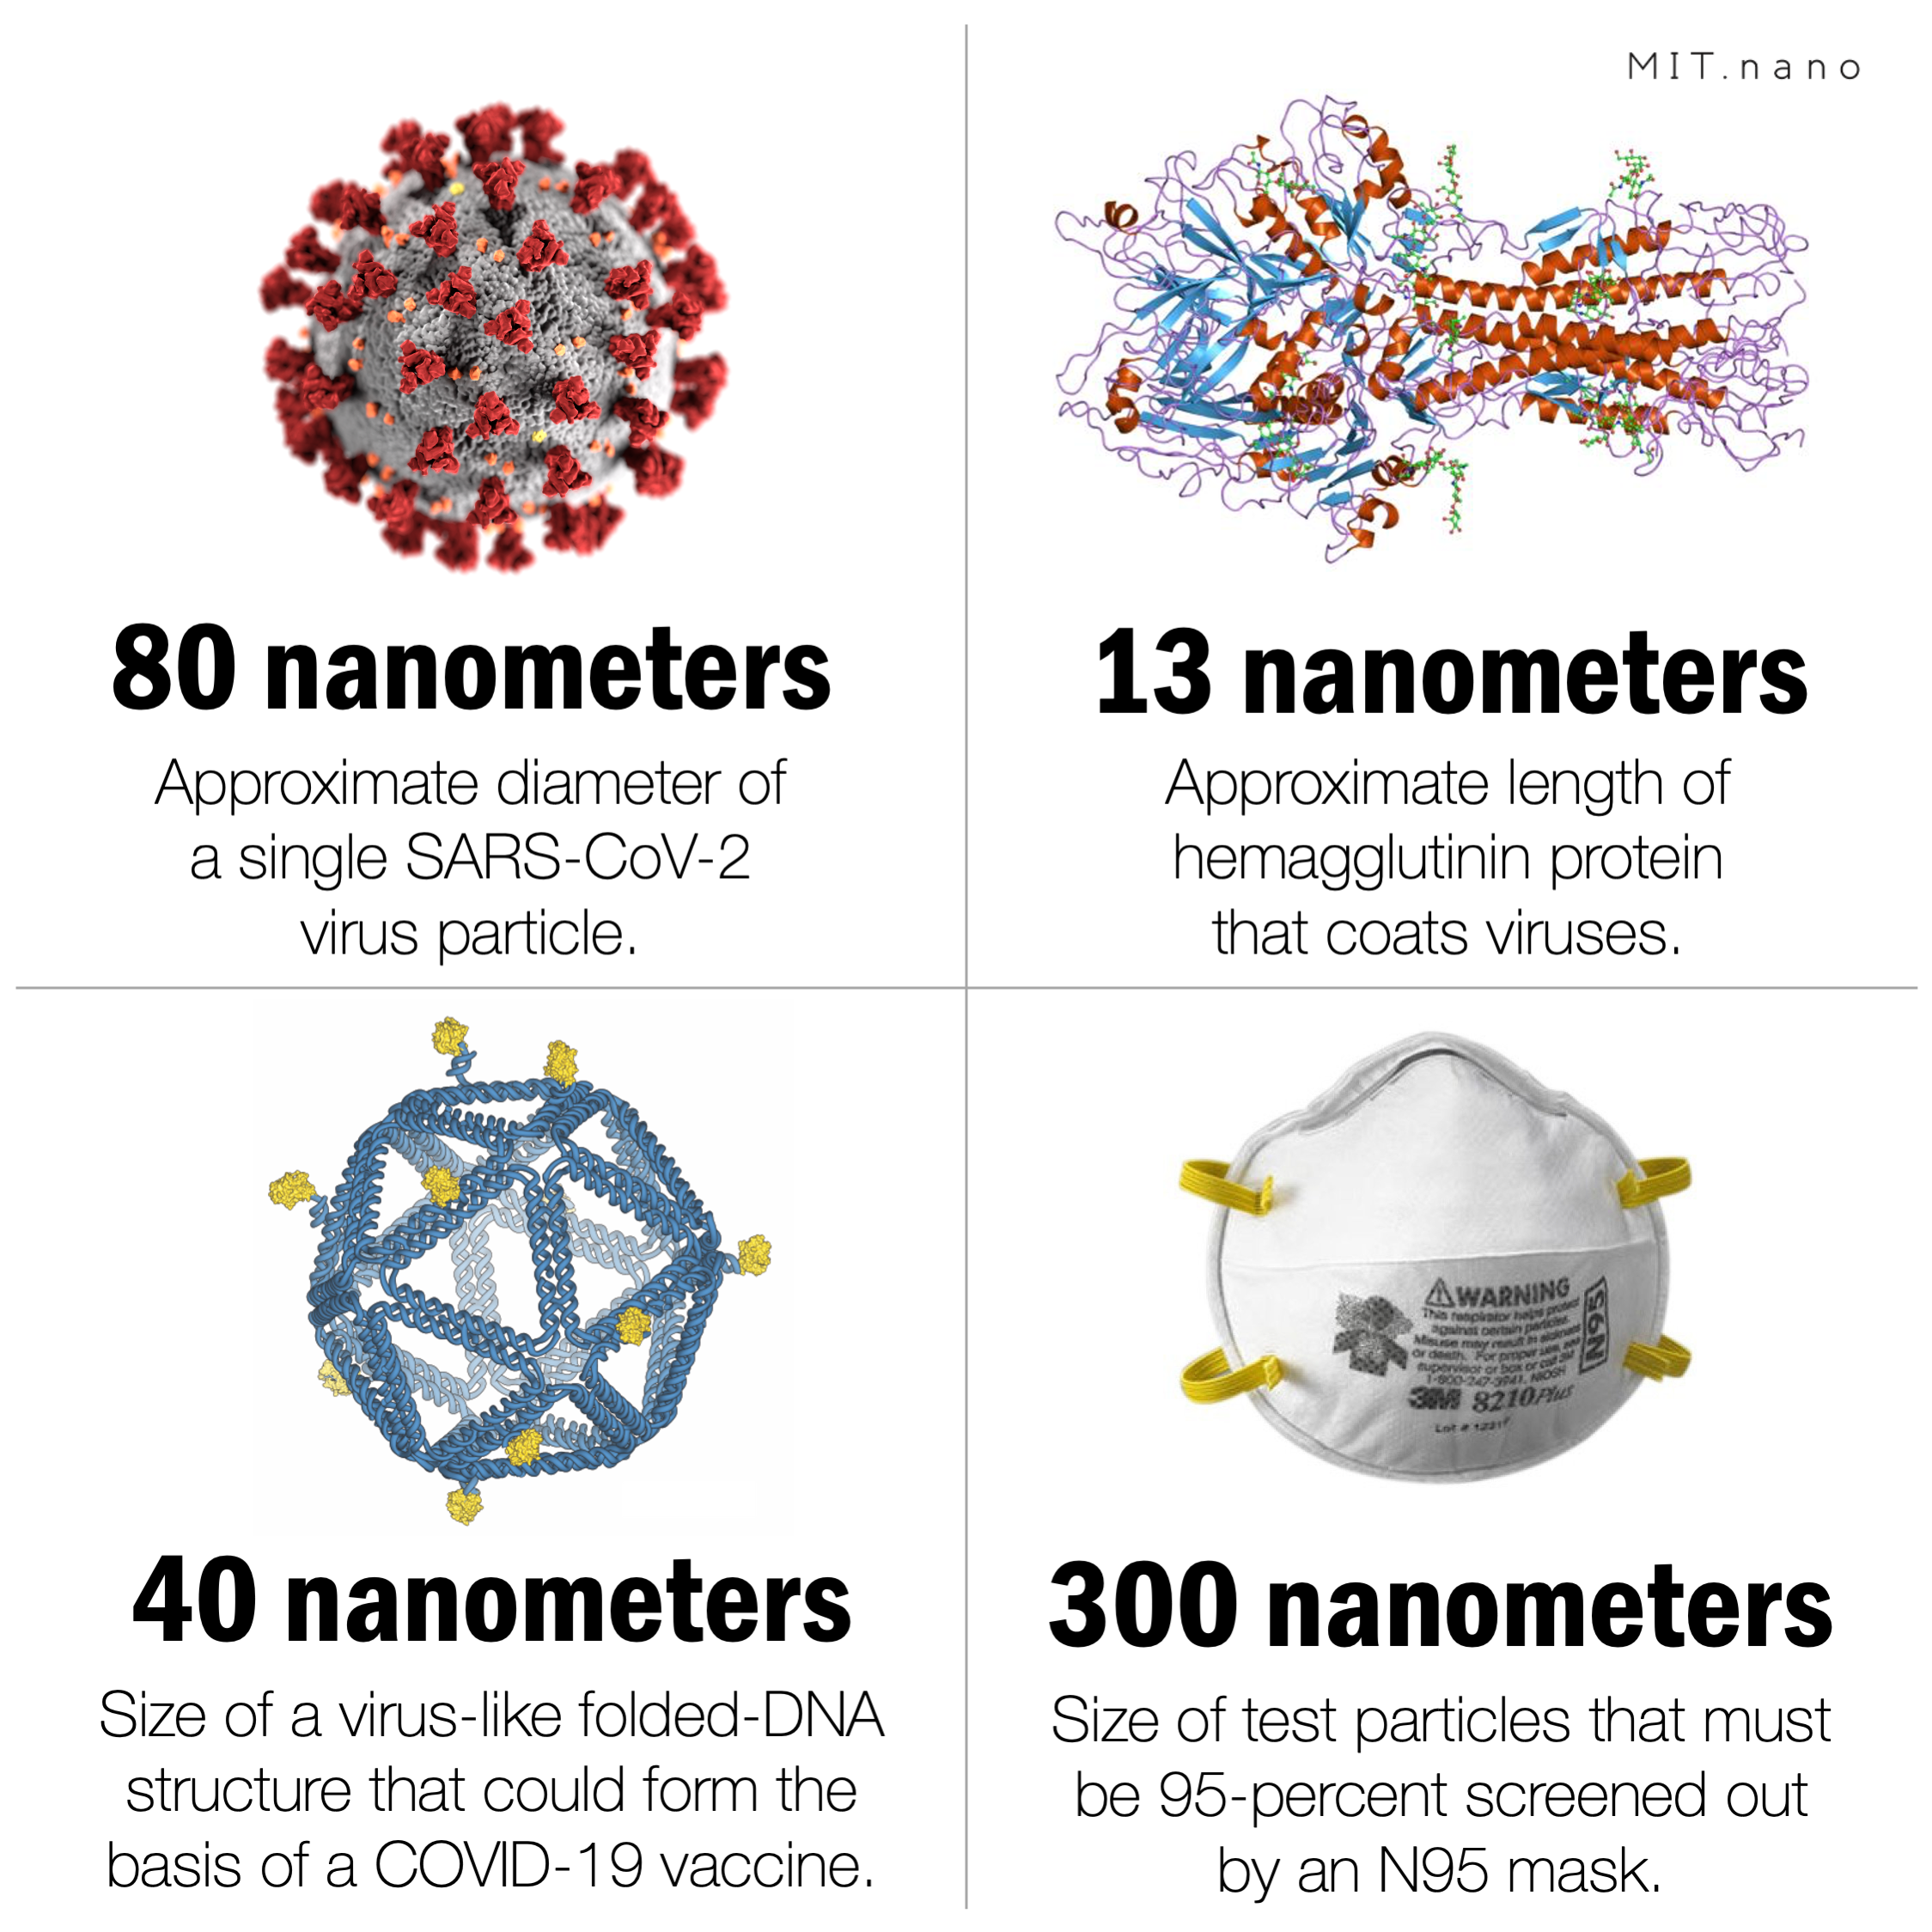 MIT.nano
80 nanometers
Approximate diameter of
a single SARS-CoV-2
virus particle.
13 nanometers
Approximate length of
hemagglutinin protein
that coats viruses.
40 nanometers
Size of a virus-like folded-DNA
structure that could form the
basis of a COVID-19 vaccine.
WARNING
This respirator helps protect
against certain particles.
Misuse may result in sickness
or death. For proper use, see
supervisor or box or call 3M
1-800-247-3941. NIOSH
N95
3M 8210Plus
Lot #
300 nanometers
Size of test particles that must
be 95-percent screened out
by an N95 mask.